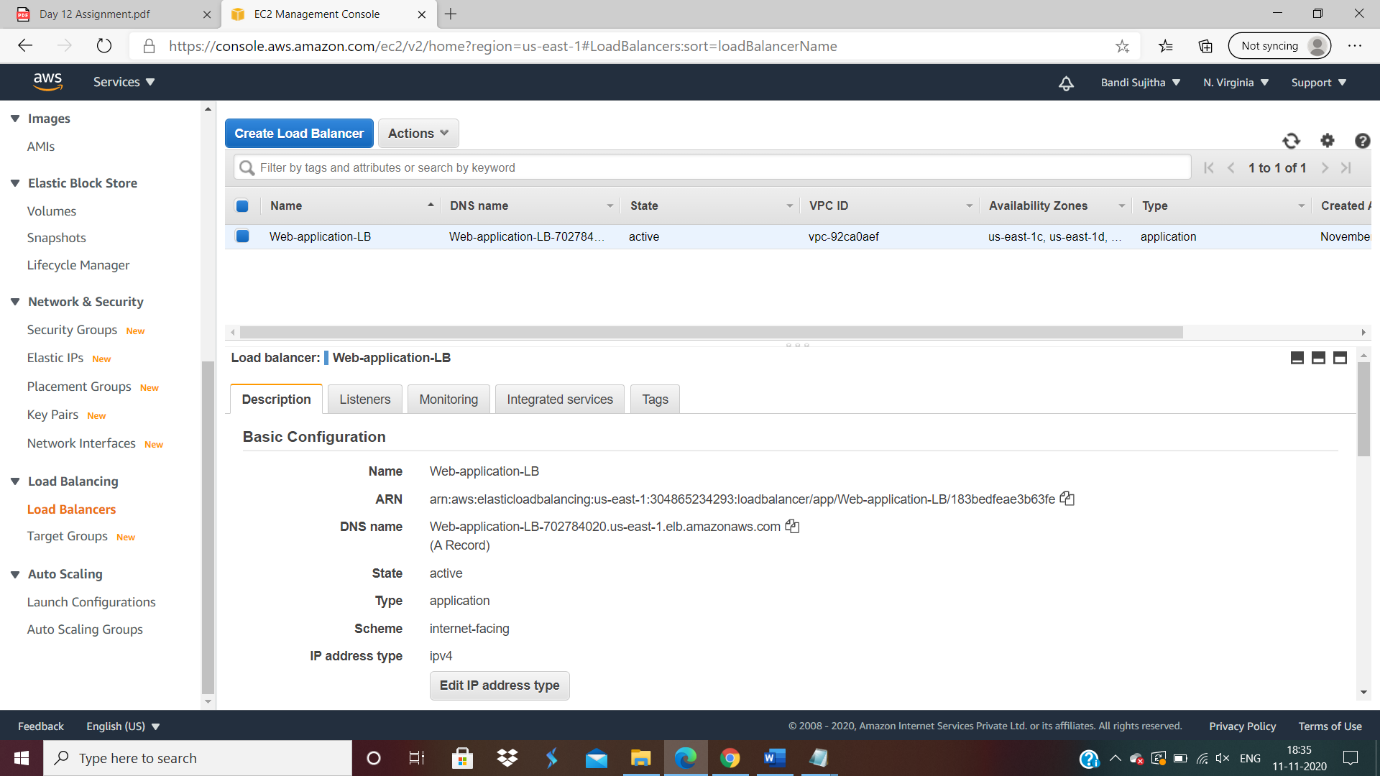 Day 12 Assignment.pdf
EC2 Management Console
https://console.aws.amazon.com/ec2/v2/home?region=us-east-1#LoadBalancers:sort=loadBalancerName
Not syncing
aws
Services
Bandi Sujitha
N. Virginia
Support
Images
AMIs
Elastic Block Store
Volumes
Snapshots
Lifecycle Manager
Network & Security
Security Groups New
Elastic IPs New
Placement Groups New
Key Pairs New
Network Interfaces New
Load Balancing
Load Balancers
Target Groups New
Auto Scaling
Launch Configurations
Auto Scaling Groups
Create Load Balancer
Actions
Filter by tags and attributes or search by keyword
1 to 1 of 1
Name DNS name State VPC ID Availability Zones Type Created A
Web-application-LB Web-application-LB-702784... active vpc-92ca0aef us-east-1c, us-east-1d, ... application Novembe
Load balancer: Web-application-LB
Description Listeners Monitoring Integrated services Tags
Basic Configuration
Name Web-application-LB
ARN arn:aws:elasticloadbalancing:us-east-1:304865234293:loadbalancer/app/Web-application-LB/183bedfeae3b63fe
DNS name Web-application-LB-702784020.us-east-1.elb.amazonaws.com
(A Record)
State active
Type application
Scheme internet-facing
IP address type ipv4
Edit IP address type
Feedback English (US) © 2008 - 2020, Amazon Internet Services Private Ltd. or its affiliates. All rights reserved. Privacy Policy Terms of Use
Type here to search
ENG
18:35
11-11-2020